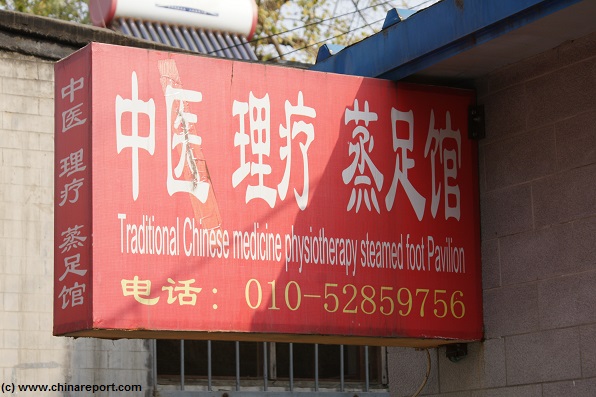 中医 理疗 蒸足馆
中医 理疗 蒸足馆
Traditional Chinese medicine physiotherapy steamed foot Pavilion
电话：010-52859756
(c) www.chinareport.com